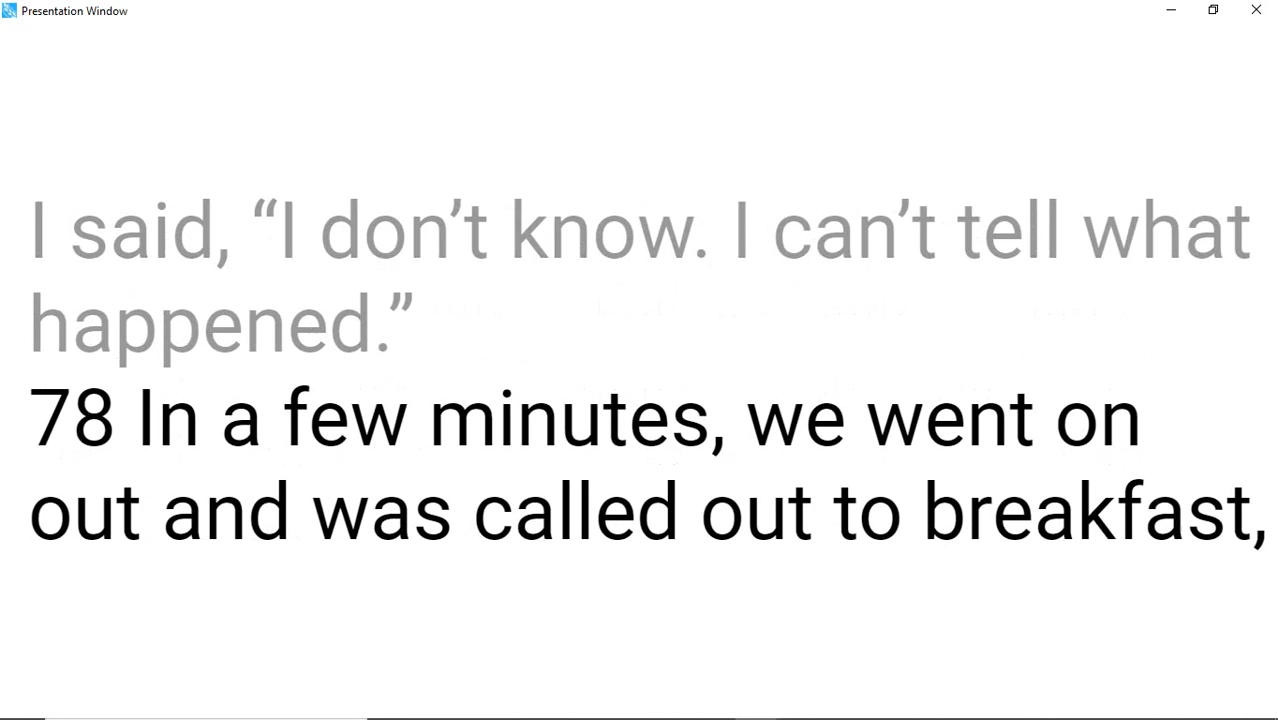 Presentation Window
I said, “I don’t know. I can’t tell what
happened.”
78 In a few minutes, we went on
out and was called out to breakfast,